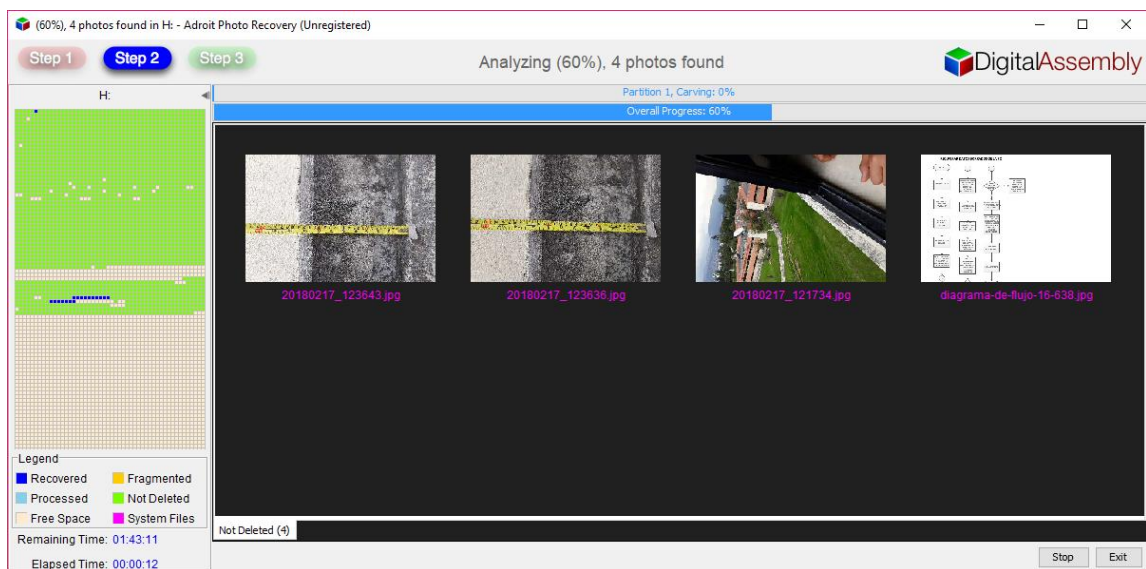 (60%), 4 photos found in H: - Adroit Photo Recovery (Unregistered)
Step 1
Step 2
Step 3
Analyzing (60%), 4 photos found
DigitalAssembly
H:
Partition 1, Carving: 0%
Overall Progress: 60%
20180217_123643.jpg
20180217_123636.jpg
20180217_121734.jpg
diagrama-de-flujo-16-638.jpg
Legend
Recovered
Fragmented
Processed
Not Deleted
Free Space
System Files
Remaining Time: 01:43:11
Elapsed Time: 00:00:12
Not Deleted (4)
Stop
Exit